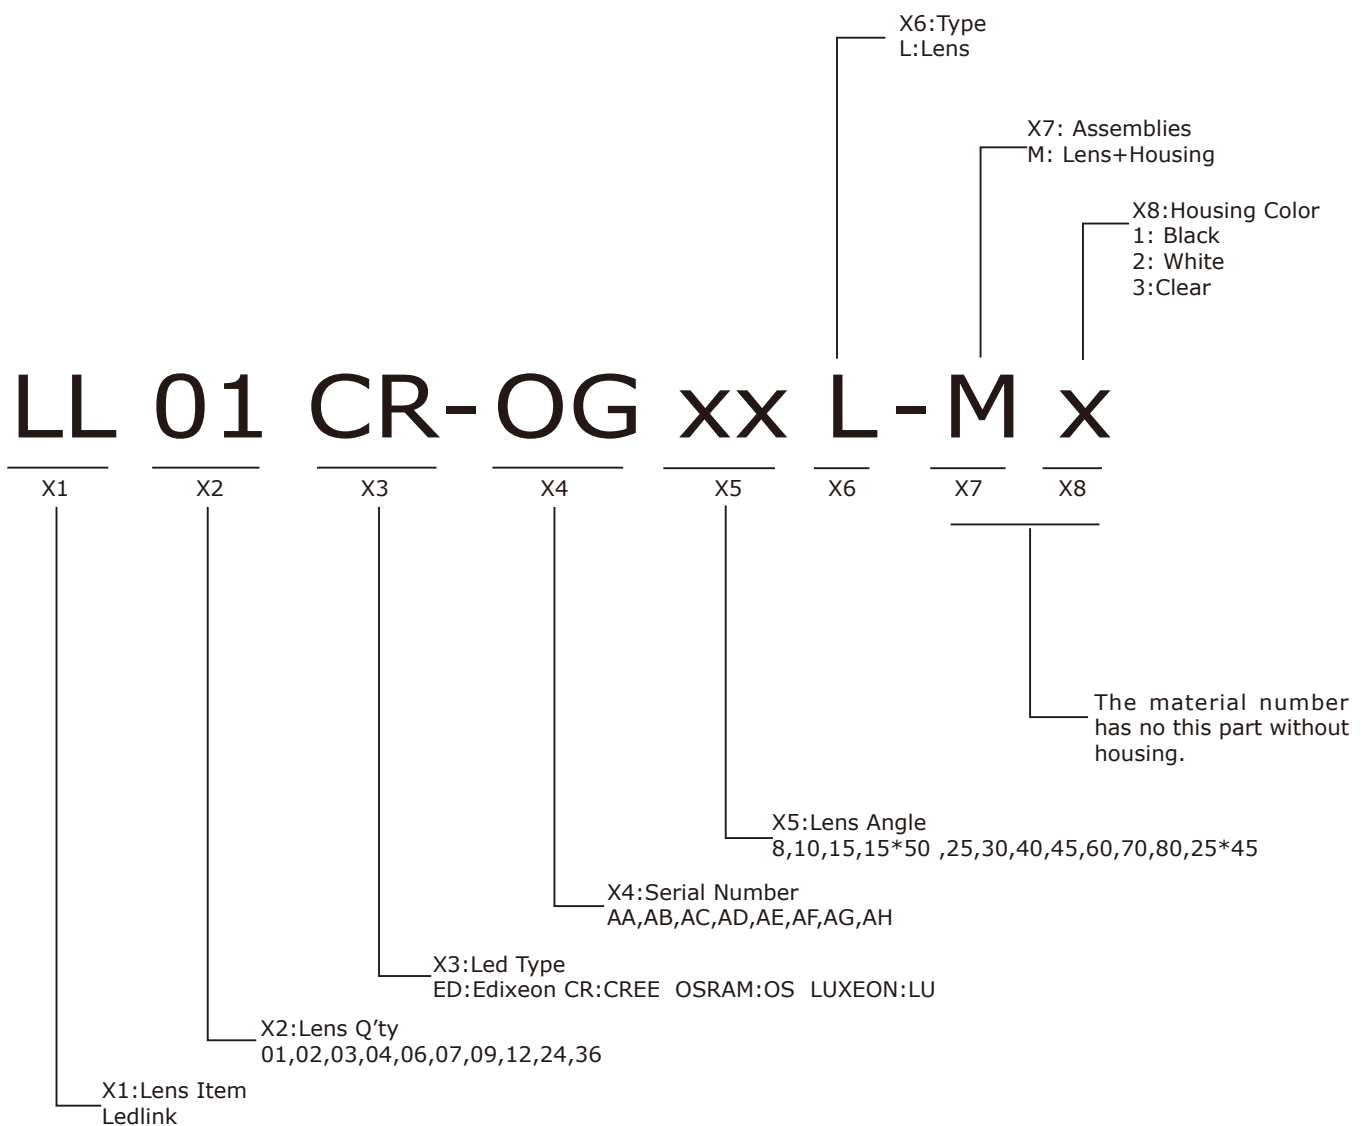 X6:Type
L:Lens
X7: Assemblies
M: Lens+Housing
X8:Housing Color
1: Black
2: White
3:Clear
LL 01 CR-OG xx L-M x
X1 X2 X3 X4 X5 X6 X7 X8
The material number
has no this part without
housing.
X5:Lens Angle
8,10,15,15*50 ,25,30,40,45,60,70,80,25*45
X4:Serial Number
AA,AB,AC,AD,AE,AF,AG,AH
X3:Led Type
ED:Edixeon CR:CREE OSRAM:OS LUXEON:LU
X2:Lens Q’ty
01,02,03,04,06,07,09,12,24,36
X1:Lens Item
Ledlink